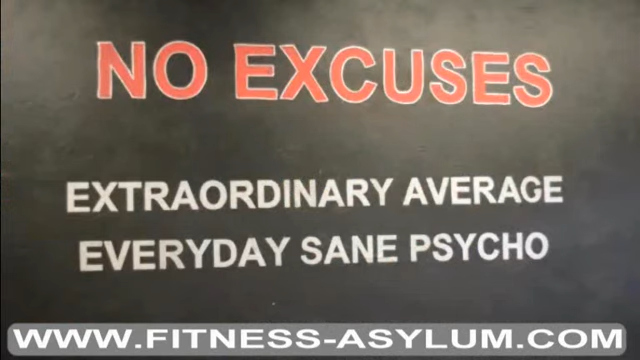 NO EXCUSES
EXTRAORDINARY AVERAGE
EVERYDAY SANE PSYCHO
WWW.FITNESS-ASYLUM.COM